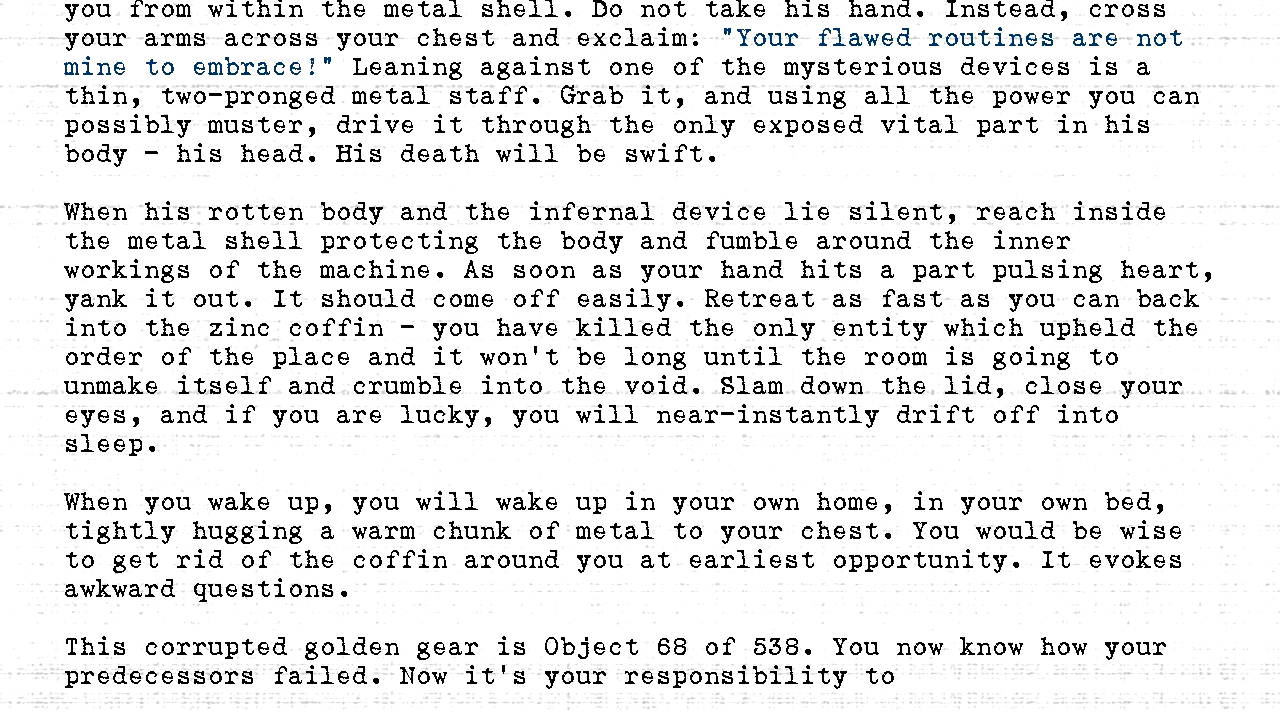 you from within the metal shell. Do not take his hand. Instead, cross
your arms across your chest and exclaim: "Your flawed routines are not
mine to embrace!" Leaning against one of the mysterious devices is a
thin, two-pronged metal staff. Grab it, and using all the power you can
possibly muster, drive it through the only exposed vital part in his
body - his head. His death will be swift.
When his rotten body and the infernal device lie silent, reach inside
the metal shell protecting the body and fumble around the inner
workings of the machine. As soon as your hand hits a part pulsing heart,
yank it out. It should come off easily. Retreat as fast as you can back
into the zinc coffin - you have killed the only entity which upheld the
order of the place and it won't be long until the room is going to
unmake itself and crumble into the void. Slam down the lid, close your
eyes, and if you are lucky, you will near-instantly drift off into
sleep.
When you wake up, you will wake up in your own home, in your own bed,
tightly hugging a warm chunk of metal to your chest. You would be wise
to get rid of the coffin around you at earliest opportunity. It evokes
awkward questions.
This corrupted golden gear is Object 68 of 538. You now know how your
predecessors failed. Now it's your responsibility to